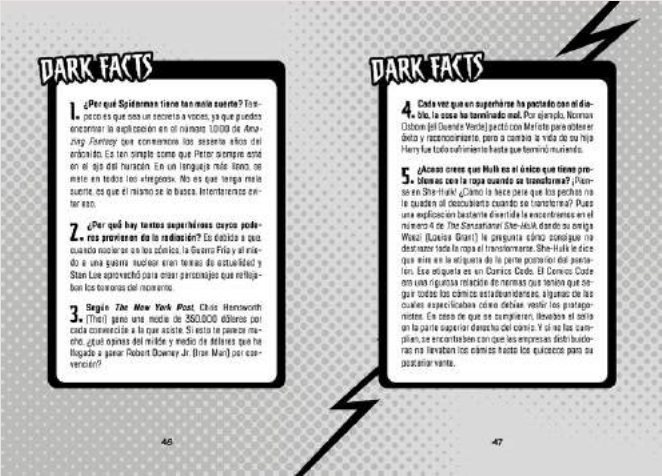 DARK FACTS
1. ¿Por qué Spiderman tiene tan mala suerte? Tam-
poco es que sea un secreto a voces, ya que puedes
encontrar la explicación en el número 1.000 de Ama-
zing Fantasy que conmemora los sesenta años del
arácnido. Es tan simple como que Peter siempre está
en el ojo del huracán. En un lenguaje más llano, se
mete en todos los «fregaos». No es que tenga mala
suerte, es que él mismo se la busca. Intentaremos evi-
tar eso.
2. ¿Por qué hay tantos superhéroes cuyos pode-
res provienen de la radiación? Es debido a que,
cuando nacieron en los cómics, la Guerra Fría y el mie-
do a una guerra nuclear eran temas de actualidad y
Stan Lee aprovechó para crear personajes que refleja-
ban los temores del momento.
3. Según The New York Post, Chris Hemsworth
(Thor) gana una media de 350.000 dólares por
cada convención a la que asiste. Si esto te parece mu-
cho, ¿qué opinas del millón y medio de dólares que ha
llegado a ganar Robert Downey Jr. (Iron Man) por con-
vención?
46
DARK FACTS
4. Cada vez que un superhéroe ha pactado con el dia-
blo, la cosa ha terminado mal. Por ejemplo, Norman
Osborn (el Duende Verde) pactó con Mefisto para obtener
éxito y reconocimiento, pero a cambio la vida de su hijo
Harry fue todo sufrimiento hasta que terminó muriendo.
5. ¿Acaso crees que Hulk es el único que tiene pro-
blemas con la ropa cuando se transforma? ¡Pien-
sa en She-Hulk! ¿Cómo lo hace para que los pechos no
le queden al descubierto cuando se transforma? Pues
una explicación bastante divertida la encontramos en el
número 4 de The Sensational She-Hulk, donde su amiga
Weezi (Louise Grant) le pregunta cómo consigue no
destrozar toda la ropa al transformarse. She-Hulk le dice
que mire en la etiqueta de la parte posterior del panta-
lón. Esa etiqueta es un Comics Code. El Comics Code
era una rigurosa relación de normas que tenían que se-
guir todos los cómics estadounidenses, algunas de las
cuales especificaban cómo debían vestir los protago-
nistas. En caso de que se cumplieran, llevaban el sello
en la parte superior derecha del cómic. Y si no las cum-
plían, se encontraban con que las empresas distribuido-
ras no llevaban los cómics hasta los quioscos para su
posterior venta.
47